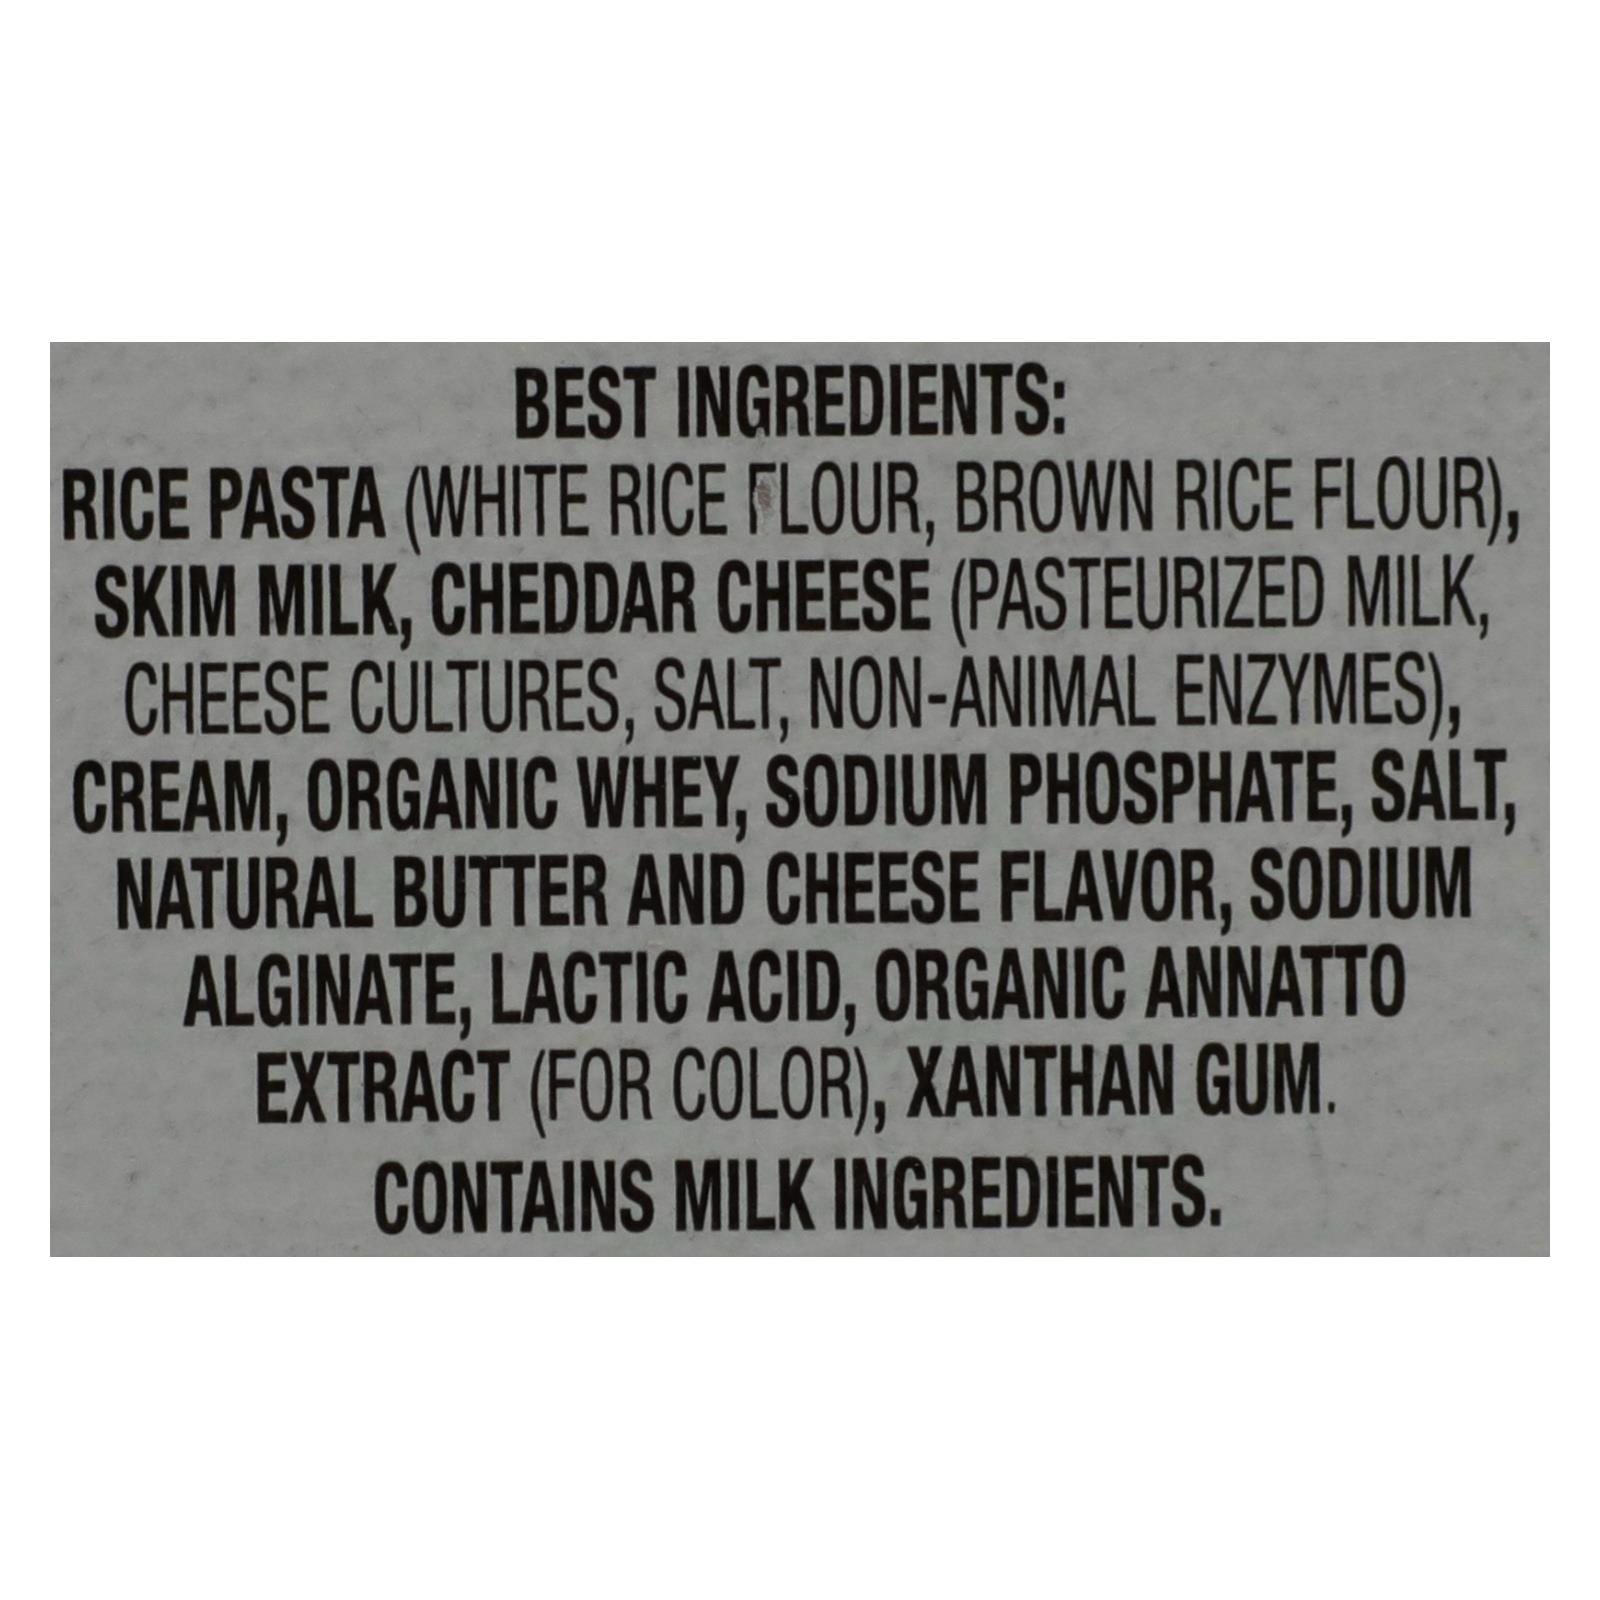 BEST INGREDIENTS:
RICE PASTA (WHITE RICE FLOUR, BROWN RICE FLOUR),
SKIM MILK, CHEDDAR CHEESE (PASTEURIZED MILK,
CHEESE CULTURES, SALT, NON-ANIMAL ENZYMES),
CREAM, ORGANIC WHEY, SODIUM PHOSPHATE, SALT,
NATURAL BUTTER AND CHEESE FLAVOR, SODIUM
ALGINATE, LACTIC ACID, ORGANIC ANNATTO
EXTRACT (FOR COLOR), XANTHAN GUM.
CONTAINS MILK INGREDIENTS.